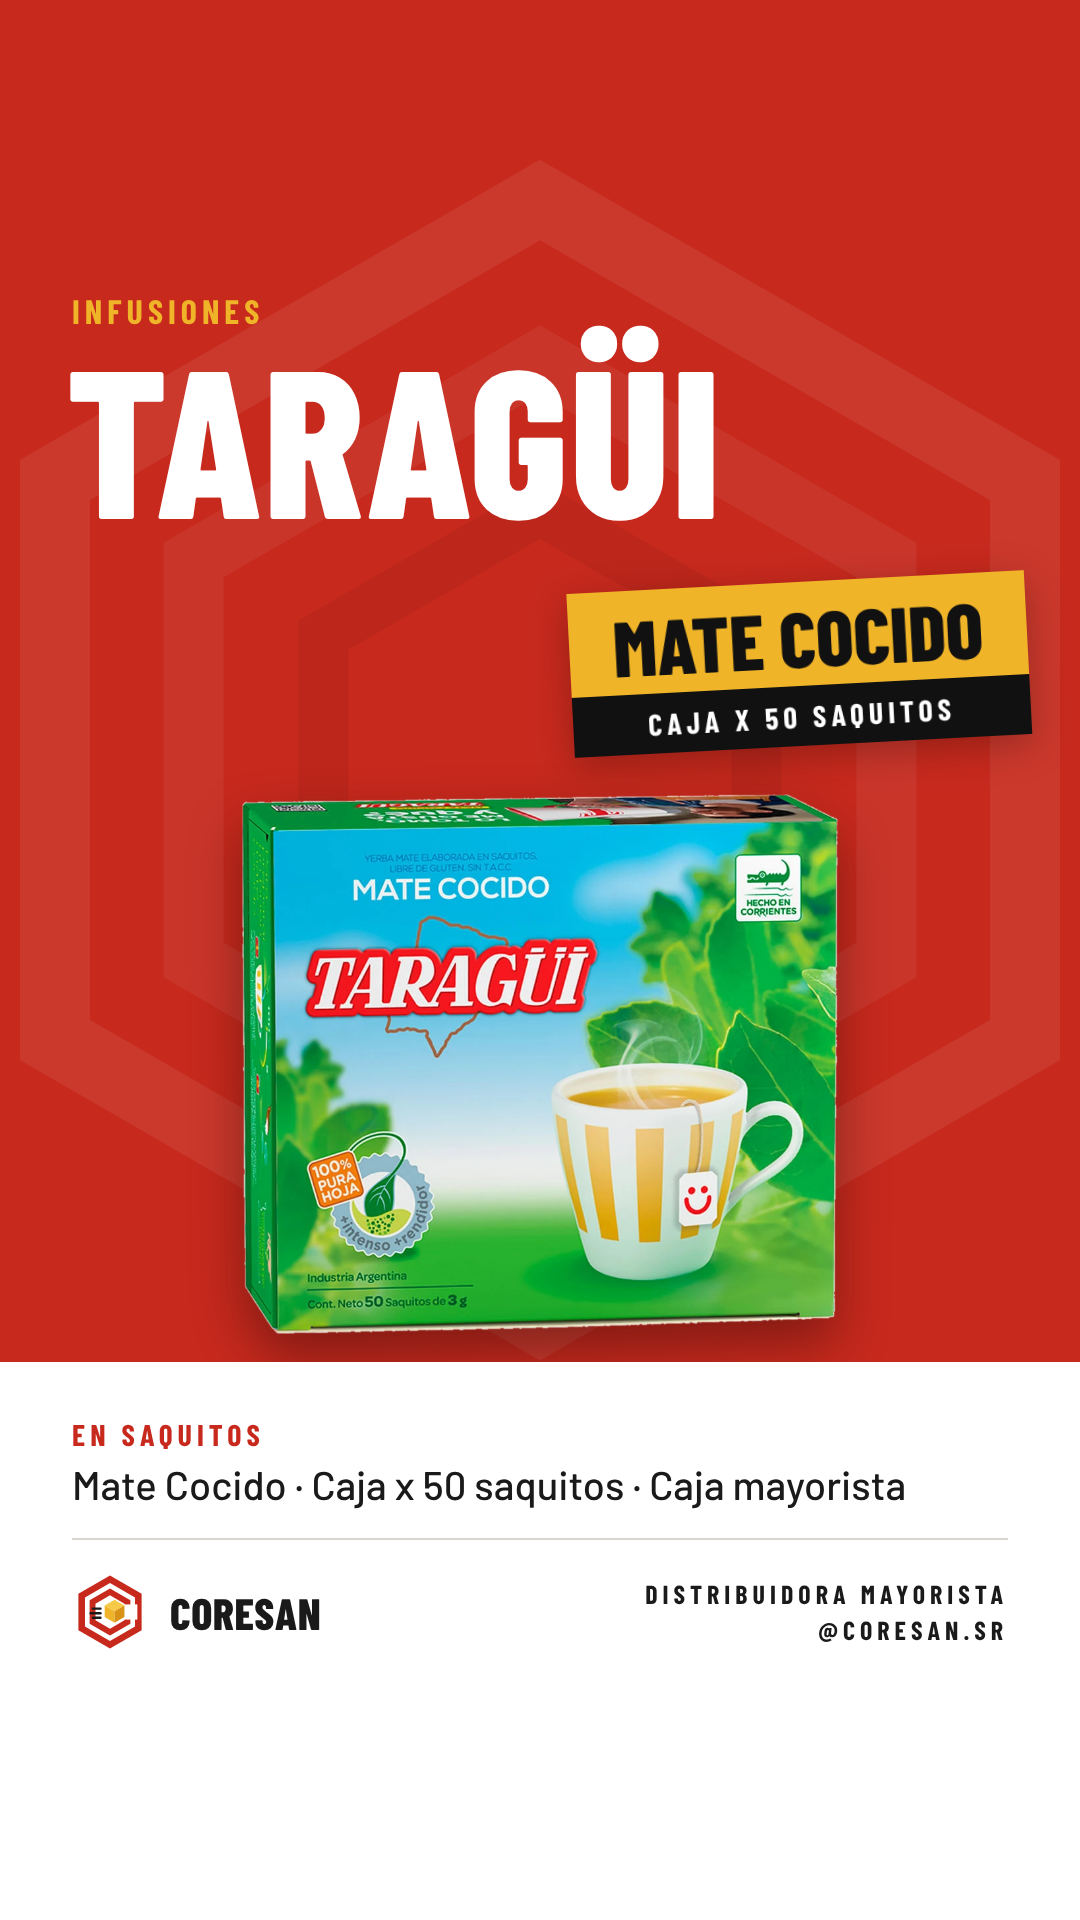 INFUSIONES
TARAGÜI
MATE COCIDO
CAJA X 50 SAQUITOS
TARAGÜI
YERBA MATE ELABORADA EN SAQUITOS,
LIBRE DE GLUTEN. SIN T.A.C.C.
MATE COCIDO
HECHO EN
CORRIENTES
TARAGÜI
100%
PURA
HOJA
+intenso +rendidor
Industria Argentina
Cont. Neto 50 Saquitos de 3 g
EN SAQUITOS
Mate Cocido · Caja x 50 saquitos · Caja mayorista
CORESAN
DISTRIBUIDORA MAYORISTA
@CORESAN.SR